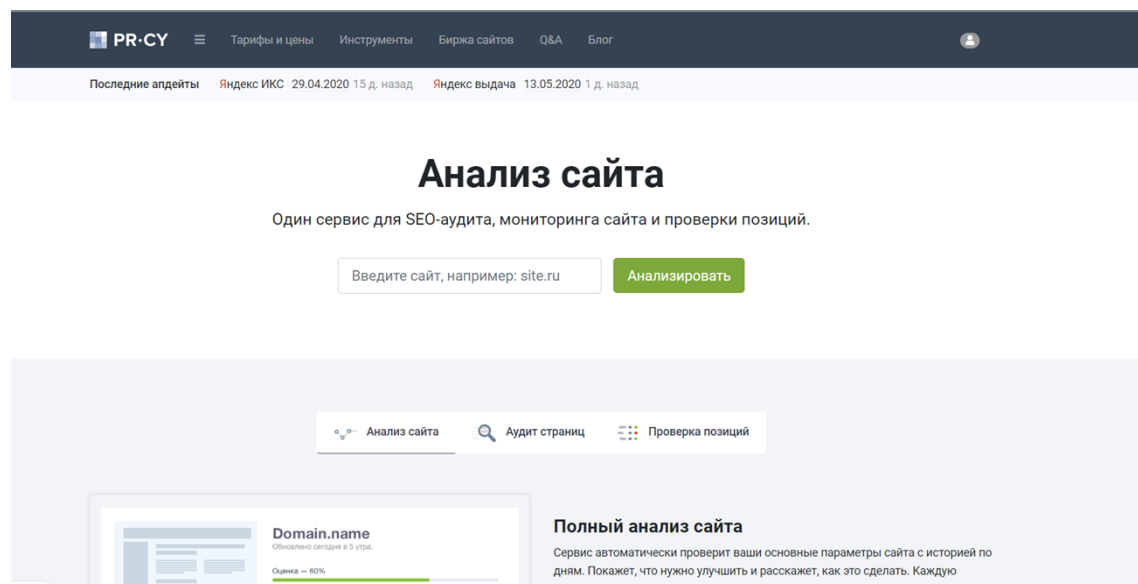 PR·CY Тарифы и цены Инструменты Биржа сайтов Q&A Блог
Последние апдейты Яндекс ИКС 29.04.2020 15 д. назад Яндекс выдача 13.05.2020 1 д. назад
Анализ сайта
Один сервис для SEO-аудита, мониторинга сайта и проверки позиций.
Введите сайт, например: site.ru Анализировать
Анализ сайта Аудит страниц Проверка позиций
Domain.name
Обновлено сегодня в 5 утра.
Оценка — 60%
Полный анализ сайта
Сервис автоматически проверит ваши основные параметры сайта с историей по
дням. Покажет, что нужно улучшить и расскажет, как это сделать. Каждую